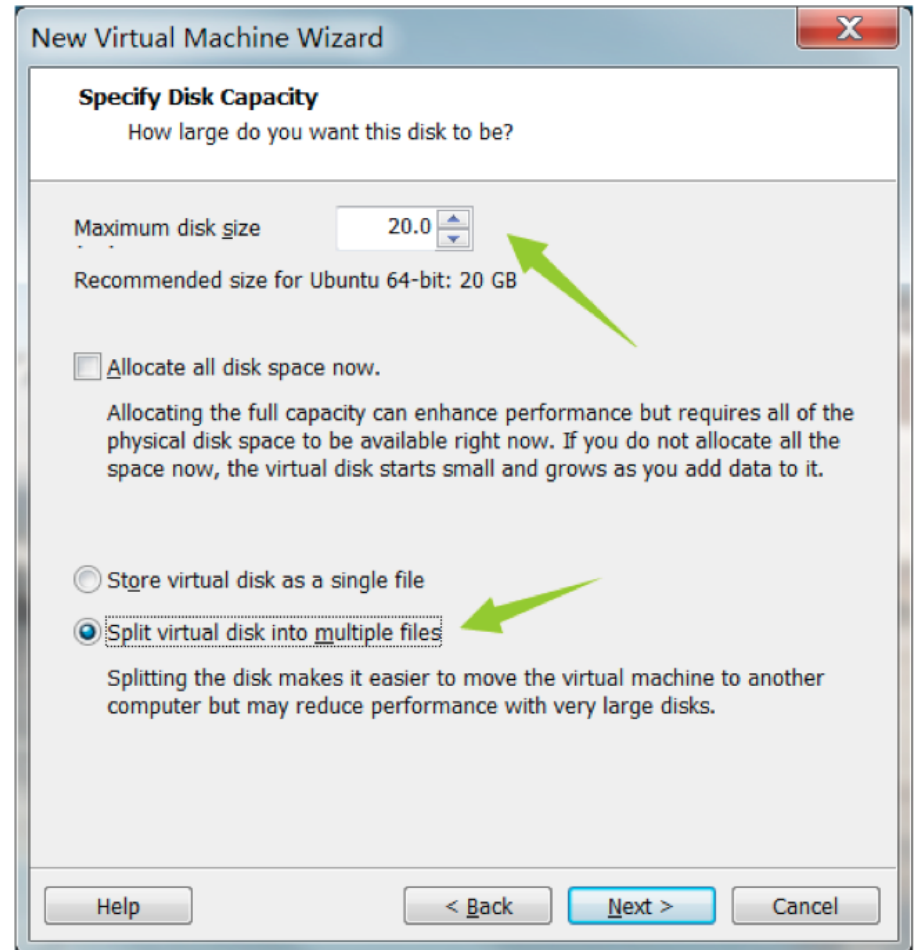 New Virtual Machine Wizard
X
Specify Disk Capacity
How large do you want this disk to be?
Maximum disk size
20.0
Recommended size for Ubuntu 64-bit: 20 GB
Allocate all disk space now.
Allocating the full capacity can enhance performance but requires all of the
physical disk space to be available right now. If you do not allocate all the
space now, the virtual disk starts small and grows as you add data to it.
Store virtual disk as a single file
Split virtual disk into multiple files
Splitting the disk makes it easier to move the virtual machine to another
computer but may reduce performance with very large disks.
Help
< Back
Next >
Cancel